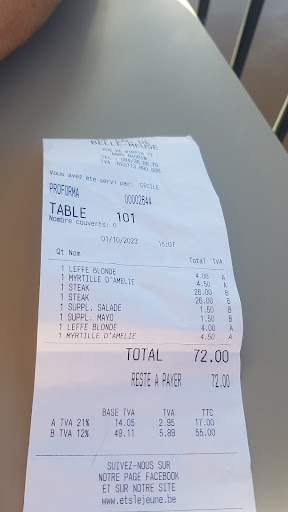 BELLE-MEUSE
Vous avez été servi par: CECILE
PROFORMA 00002644
TABLE 101
Nombre couverts: 0
01/10/2023 15:07
Qt Nom Total TVA
1 LEFFE BLONDE 4.00 A
1 MYRTILLE D'AMELIE 4.50 A
1 STEAK 26.00 B
1 STEAK 26.00 B
1 SUPPL. SALADE 1.50 B
1 SUPPL. MAYO 1.50 B
1 LEFFE BLONDE 4.00 A
1 MYRTILLE D'AMELIE 4.50 A
TOTAL 72.00
RESTE A PAYER 72.00
BASE TVA TVA TTC
A TVA 21% 14.05 2.95 17.00
B TVA 12% 49.11 5.89 55.00
SUIVEZ-NOUS SUR
NOTRE PAGE FACEBOOK
ET SUR NOTRE SITE
www.etslejeune.be